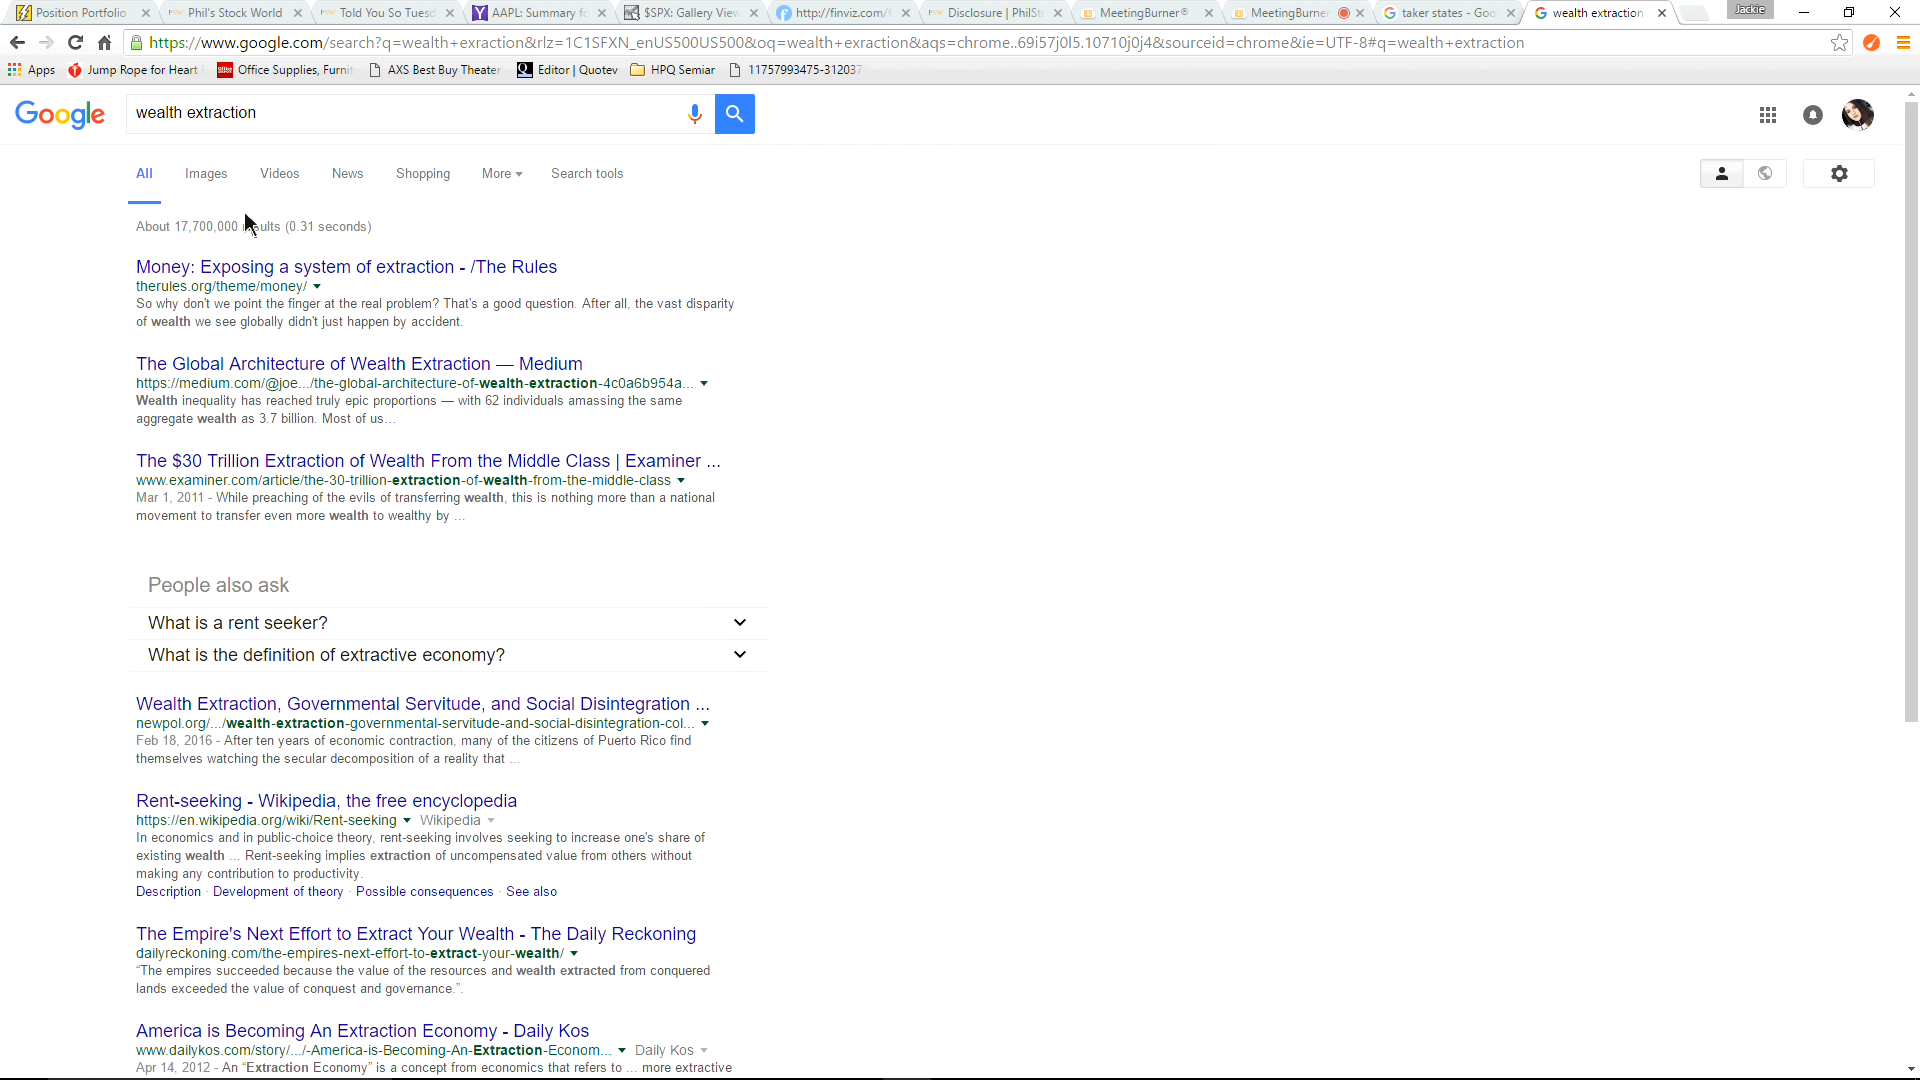 Position Portfolio
Phil's Stock World
Told You So Tuesd
AAPL: Summary fo
$SPX: Gallery View
http://finviz.com/
Disclosure | PhilSt
MeetingBurner®
MeetingBurner
taker states - Goo
wealth extraction
Jackie
https://www.google.com/search?q=wealth+exraction&rlz=1C1SFXN_enUS500US500&oq=wealth+exraction&aqs=chrome..69i57j0l5.10710j0j4&sourceid=chrome&ie=UTF-8#q=wealth+extraction
Apps
Jump Rope for Heart
Office Supplies, Furnit
AXS Best Buy Theater
Editor | Quotev
HPQ Semiar
11757993475-312037
Google
wealth extraction
All
Images
Videos
News
Shopping
More
Search tools
About 17,700,000 results (0.31 seconds)
Money: Exposing a system of extraction - /The Rules
therules.org/theme/money/
So why don't we point the finger at the real problem? That's a good question. After all, the vast disparity
of wealth we see globally didn't just happen by accident.
The Global Architecture of Wealth Extraction — Medium
https://medium.com/@joe.../the-global-architecture-of-wealth-extraction-4c0a6b954a...
Wealth inequality has reached truly epic proportions — with 62 individuals amassing the same
aggregate wealth as 3.7 billion. Most of us...
The $30 Trillion Extraction of Wealth From the Middle Class | Examiner ...
www.examiner.com/article/the-30-trillion-extraction-of-wealth-from-the-middle-class
Mar 1, 2011 - While preaching of the evils of transferring wealth, this is nothing more than a national
movement to transfer even more wealth to wealthy by ...
People also ask
What is a rent seeker?
What is the definition of extractive economy?
Wealth Extraction, Governmental Servitude, and Social Disintegration ...
newpol.org/.../wealth-extraction-governmental-servitude-and-social-disintegration-col...
Feb 18, 2016 - After ten years of economic contraction, many of the citizens of Puerto Rico find
themselves watching the secular decomposition of a reality that ...
Rent-seeking - Wikipedia, the free encyclopedia
https://en.wikipedia.org/wiki/Rent-seeking Wikipedia
In economics and in public-choice theory, rent-seeking involves seeking to increase one's share of
existing wealth ... Rent-seeking implies extraction of uncompensated value from others without
making any contribution to productivity.
Description · Development of theory · Possible consequences · See also
The Empire's Next Effort to Extract Your Wealth - The Daily Reckoning
dailyreckoning.com/the-empires-next-effort-to-extract-your-wealth/
“The empires succeeded because the value of the resources and wealth extracted from conquered
lands exceeded the value of conquest and governance.”.
America is Becoming An Extraction Economy - Daily Kos
www.dailykos.com/story/.../-America-is-Becoming-An-Extraction-Econom... Daily Kos
Apr 14, 2012 - An “Extraction Economy” is a concept from economics that refers to ... more extractive